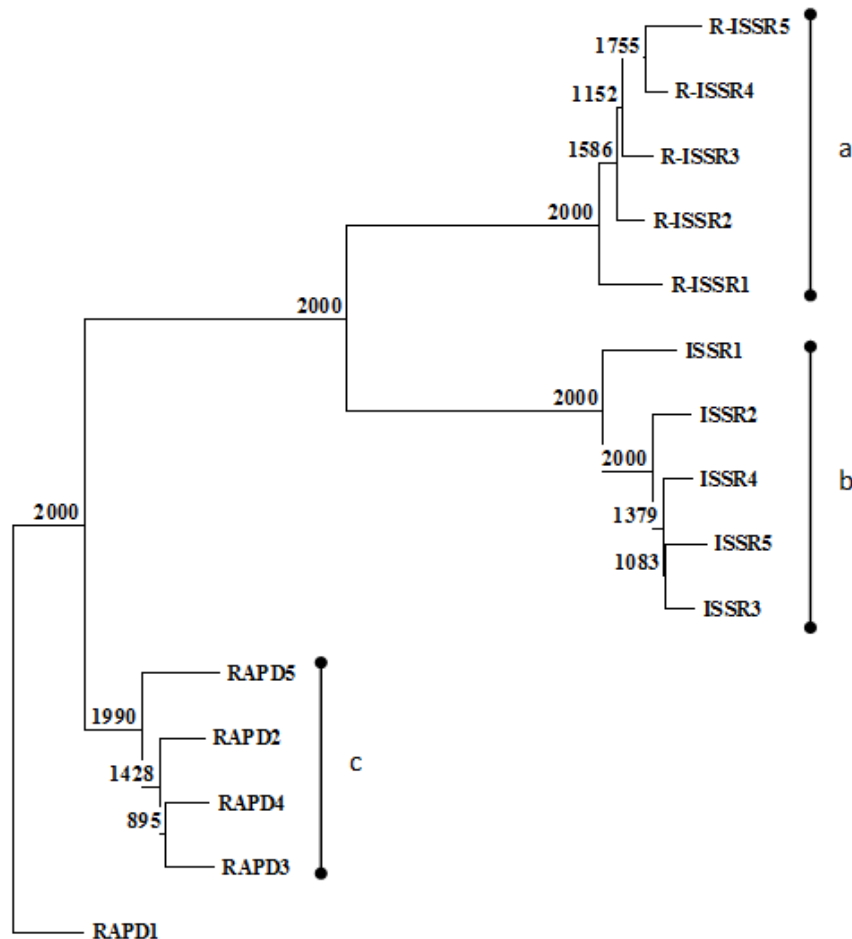 R-ISSR5
1755
R-ISSR4
1152
a
1586
R-ISSR3
2000
R-ISSR2
R-ISSR1
2000
ISSR1
2000
ISSR2
2000
ISSR4
b
1379
ISSR5
1083
ISSR3
2000
RAPD5
1990
RAPD2
c
1428
RAPD4
895
RAPD3
RAPD1